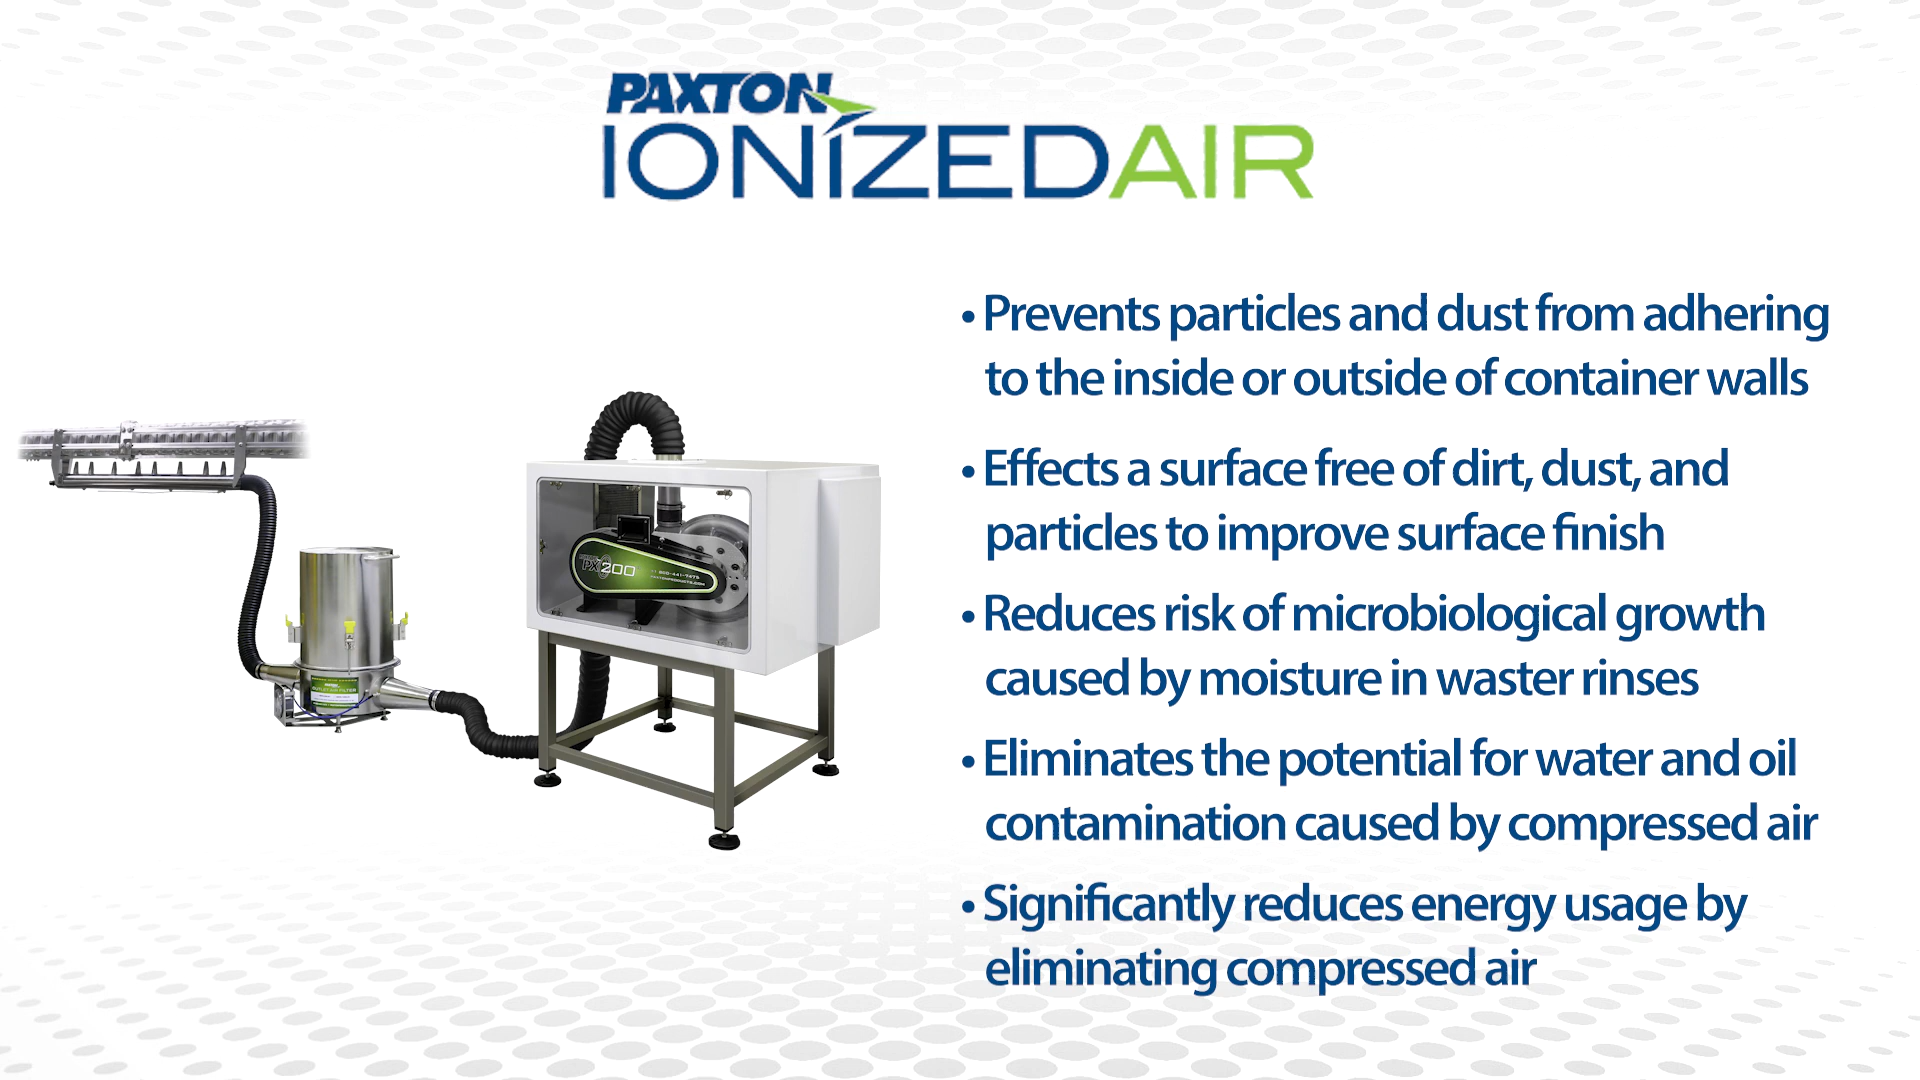 PAXTON
IONIZEDAIR
• Prevents particles and dust from adhering
to the inside or outside of container walls
• Effects a surface free of dirt, dust, and
particles to improve surface finish
• Reduces risk of microbiological growth
caused by moisture in waster rinses
• Eliminates the potential for water and oil
contamination caused by compressed air
• Significantly reduces energy usage by
eliminating compressed air
PX200
OUTLET AIR FILTER